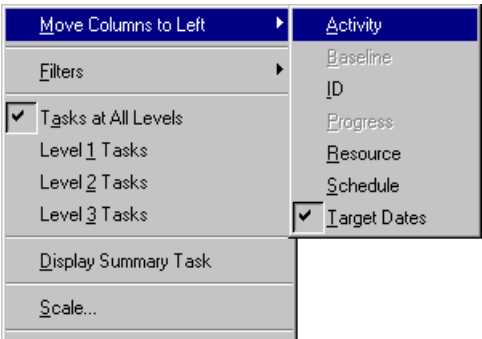 Move Columns to Left
Filters
Tasks at All Levels
Level 1 Tasks
Level 2 Tasks
Level 3 Tasks
Display Summary Task
Scale...
Activity
Baseline
ID
Progress
Resource
Schedule
Target Dates